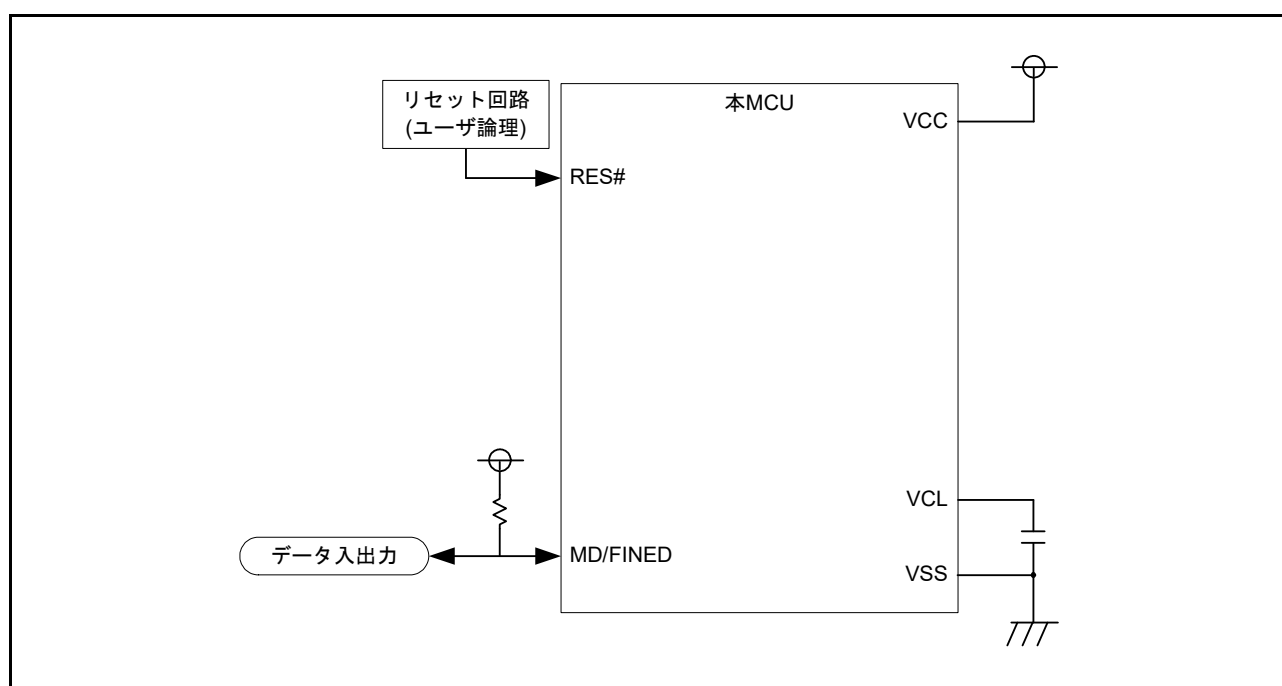 リセット回路
(ユーザ論理)
本MCU
VCC
RES#
データ入出力
MD/FINED
VCL
VSS